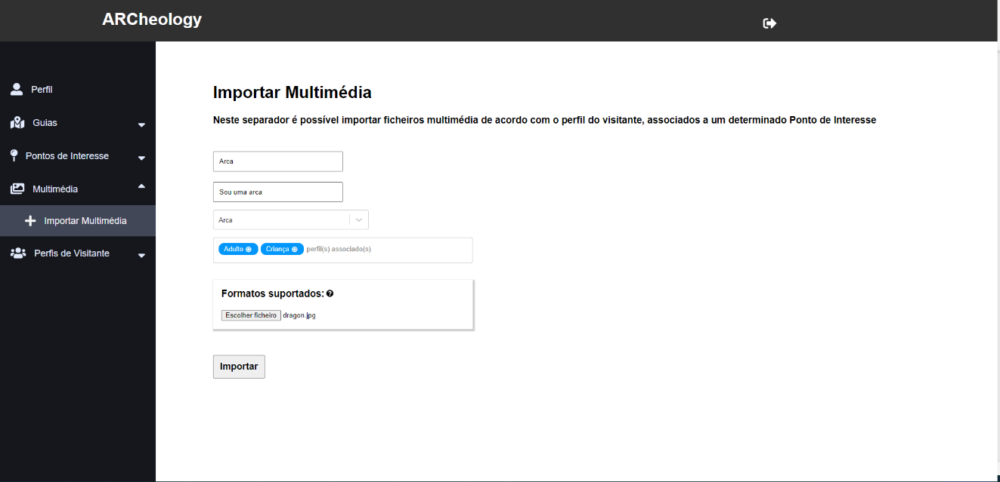 ARCheology
Perfil
Guias
Pontos de Interesse
Multimédia
Importar Multimédia
Perfis de Visitante
Importar Multimédia
Neste separador é possível importar ficheiros multimédia de acordo com o perfil do visitante, associados a um determinado Ponto de Interesse
Arca
Sou uma arca
Arca
Adulto Criança perfil(s) associado(s)
Formatos suportados:
Escolher ficheiro dragon.jpg
Importar